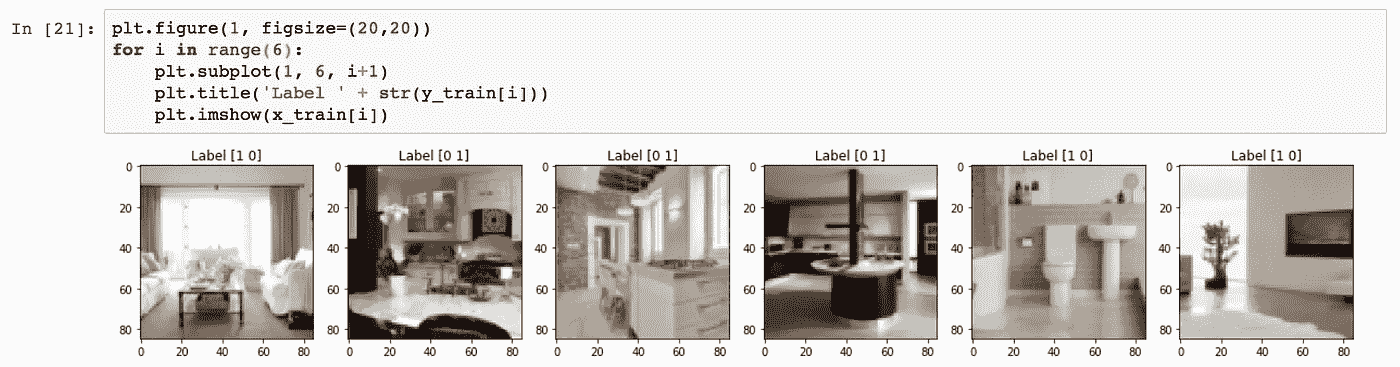 In [21]: plt.figure(1, figsize=(20,20))
for i in range(6):
    plt.subplot(1, 6, i+1)
    plt.title('Label ' + str(y_train[i]))
    plt.imshow(x_train[i])
Label [1 0] Label [0 1] Label [0 1] Label [0 1] Label [1 0] Label [1 0]
0 0 0 0 0 0
20 20 20 20 20 20
40 40 40 40 40 40
60 60 60 60 60 60
80 80 80 80 80 80
0 20 40 60 80 0 20 40 60 80 0 20 40 60 80 0 20 40 60 80 0 20 40 60 80 0 20 40 60 80